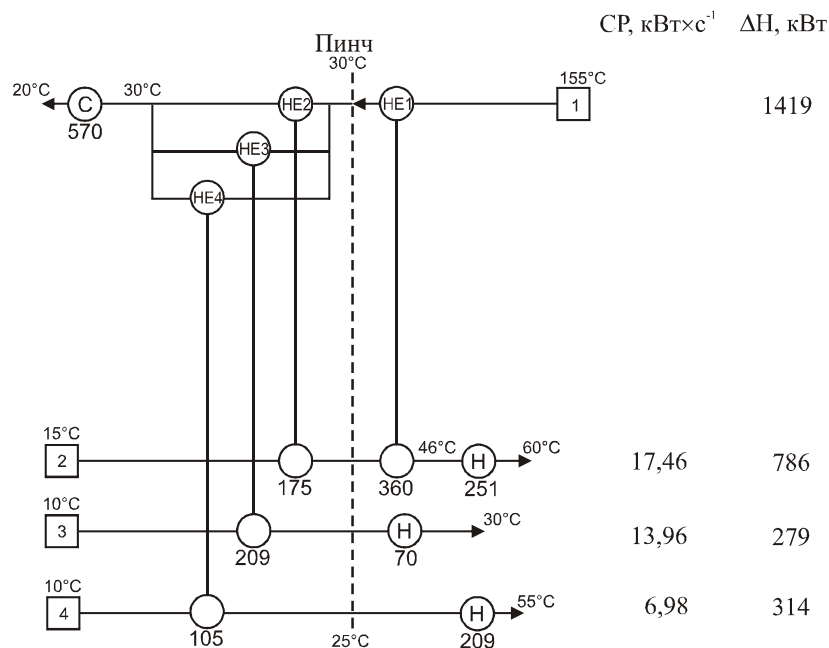 CP, кВт×с⁻¹ ΔH, кВт
Пинч
30°C
20°C C 30°C HE2 HE1 155°C 1 1419
570
HE3
HE4
15°C
2 46°C H 60°C 17,46 786
175 360 251
10°C
3 H 30°C 13,96 279
209 70
10°C
4 H 55°C 6,98 314
105 25°C 209